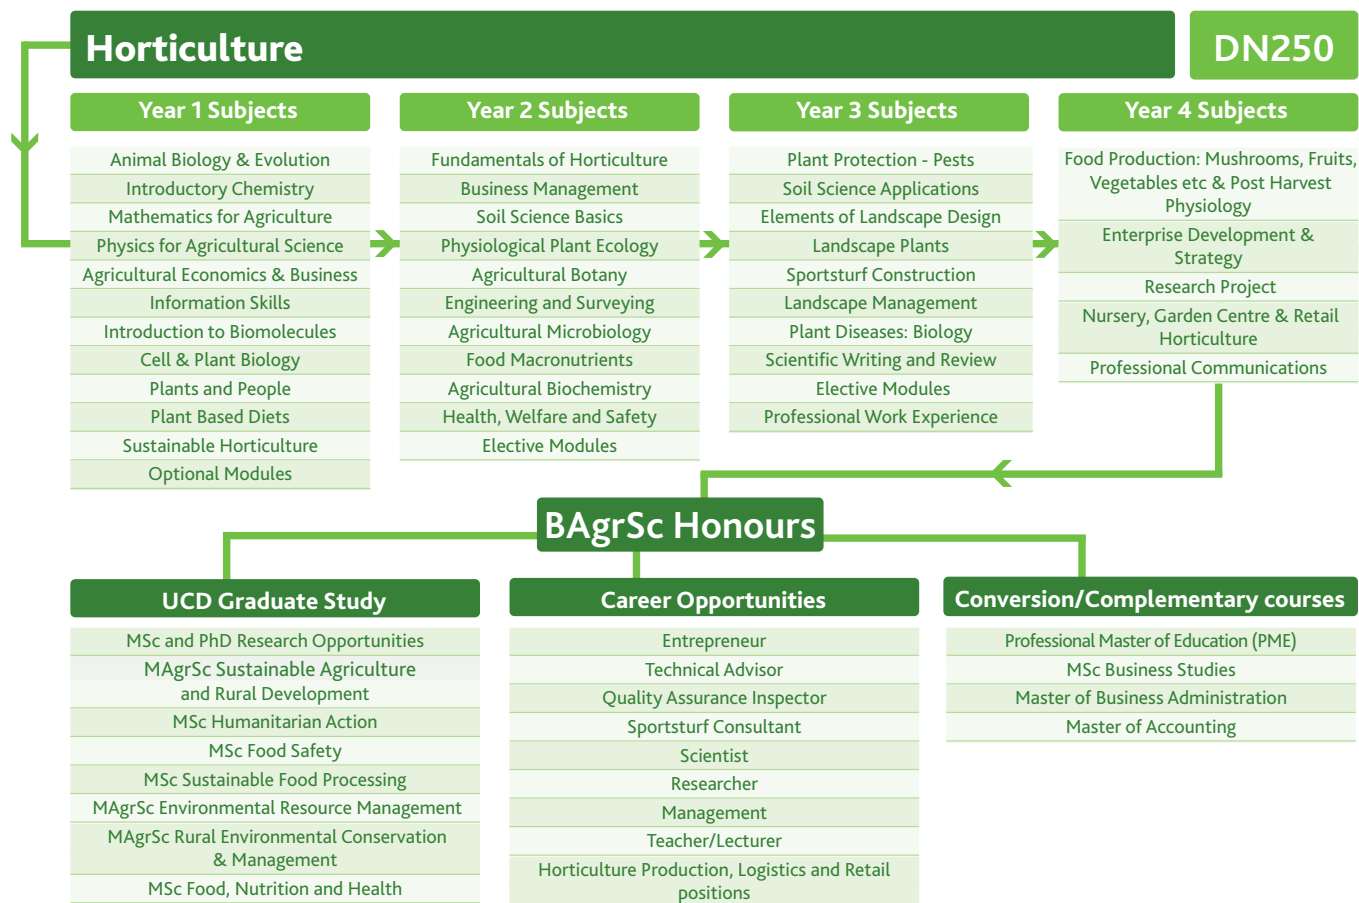 Horticulture
DN250
Year 1 Subjects
Animal Biology & Evolution
Introductory Chemistry
Mathematics for Agriculture
Physics for Agricultural Science
Agricultural Economics & Business
Information Skills
Introduction to Biomolecules
Cell & Plant Biology
Plants and People
Plant Based Diets
Sustainable Horticulture
Optional Modules
Year 2 Subjects
Fundamentals of Horticulture
Business Management
Soil Science Basics
Physiological Plant Ecology
Agricultural Botany
Engineering and Surveying
Agricultural Microbiology
Food Macronutrients
Agricultural Biochemistry
Health, Welfare and Safety
Elective Modules
Year 3 Subjects
Plant Protection - Pests
Soil Science Applications
Elements of Landscape Design
Landscape Plants
Sportsturf Construction
Landscape Management
Plant Diseases: Biology
Scientific Writing and Review
Elective Modules
Professional Work Experience
Year 4 Subjects
Food Production: Mushrooms, Fruits,
Vegetables etc & Post Harvest
Physiology
Enterprise Development &
Strategy
Research Project
Nursery, Garden Centre & Retail
Horticulture
Professional Communications
BAgrSc Honours
UCD Graduate Study
MSc and PhD Research Opportunities
MAgrSc Sustainable Agriculture
and Rural Development
MSc Humanitarian Action
MSc Food Safety
MSc Sustainable Food Processing
MAgrSc Environmental Resource Management
MAgrSc Rural Environmental Conservation
& Management
MSc Food, Nutrition and Health
Career Opportunities
Entrepreneur
Technical Advisor
Quality Assurance Inspector
Sportsturf Consultant
Scientist
Researcher
Management
Teacher/Lecturer
Horticulture Production, Logistics and Retail
positions
Conversion/Complementary courses
Professional Master of Education (PME)
MSc Business Studies
Master of Business Administration
Master of Accounting